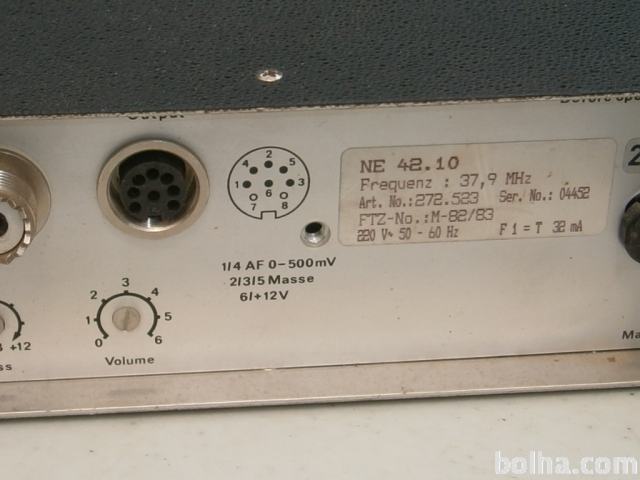 Output
Before
4 2 5
1 6 3
7 8
NE 42.10
Frequenz : 37,9 MHz
Art. No.:272.523 Ser. No.: 04452
FTZ-No.:M-82/83
220 V~ 50 - 60 Hz F 1 = T 32 mA
2
1/4 AF 0-500mV
2/3/5 Masse
6/+12V
0 1 2 3 4 5 6
Volume
+12
bolha.com